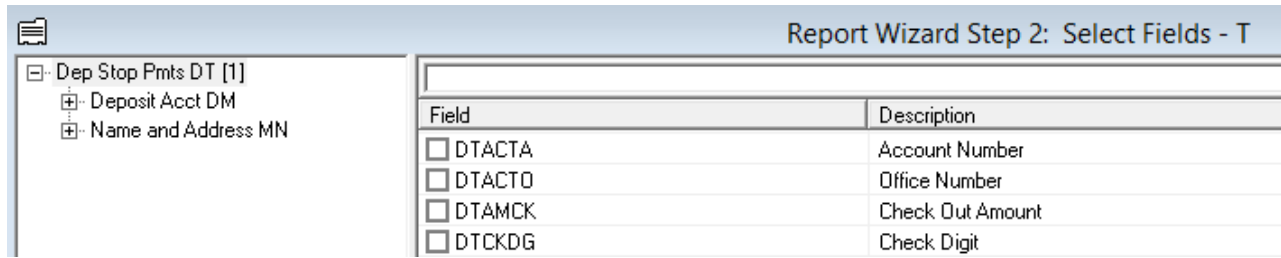 Report Wizard Step 2: Select Fields - T
Dep Stop Pmts DT [1]
Deposit Acct DM
Name and Address MN
Field Description
DTACTA Account Number
DTACTO Office Number
DTAMCK Check Out Amount
DTCKDG Check Digit